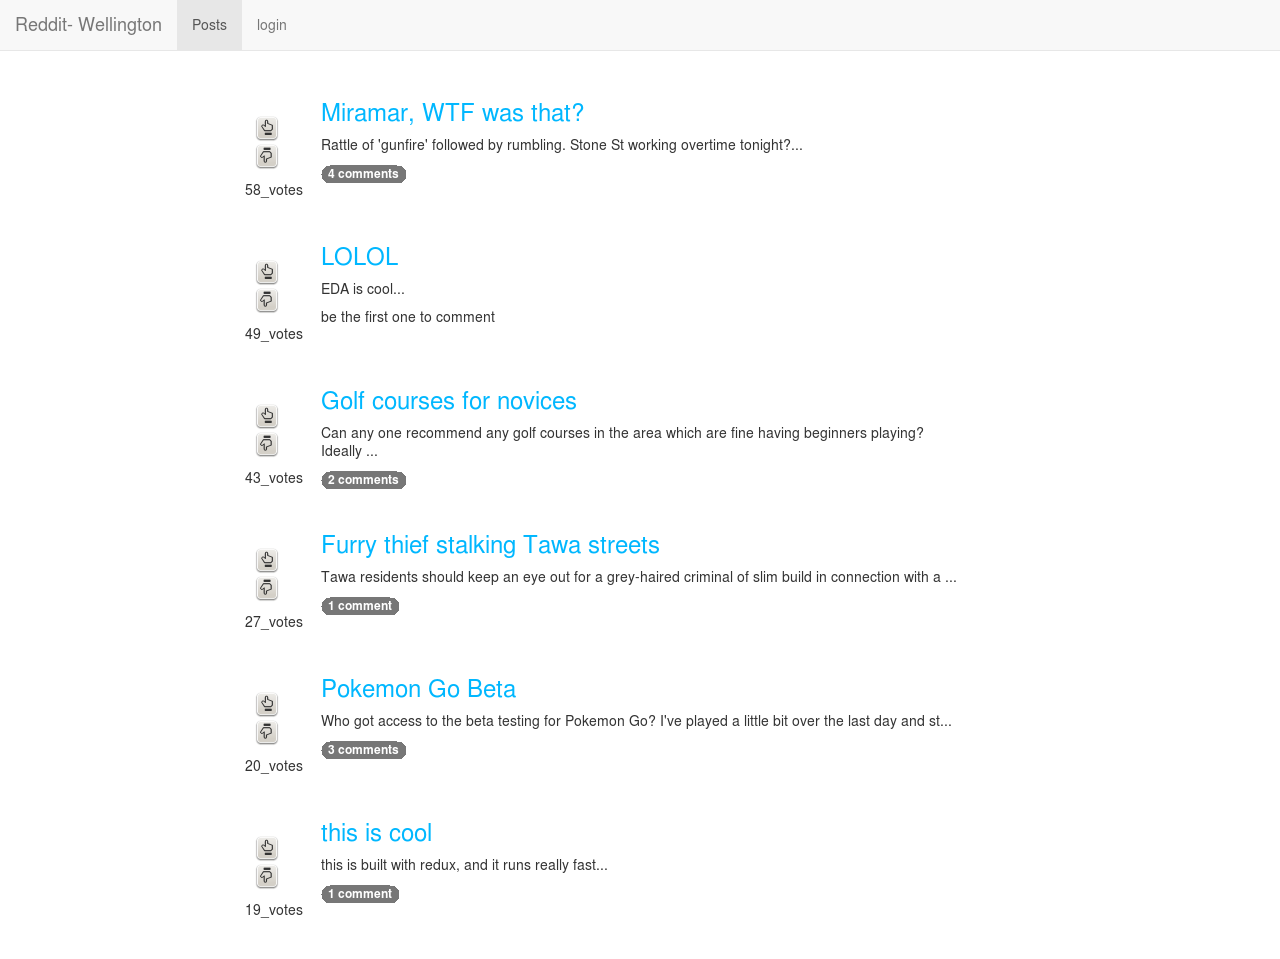 Reddit- Wellington Posts login
Miramar, WTF was that?
Rattle of 'gunfire' followed by rumbling. Stone St working overtime tonight?...
4 comments
58_votes
LOLOL
EDA is cool...
be the first one to comment
49_votes
Golf courses for novices
Can any one recommend any golf courses in the area which are fine having beginners playing?
Ideally ...
43_votes
2 comments
Furry thief stalking Tawa streets
Tawa residents should keep an eye out for a grey-haired criminal of slim build in connection with a ...
1 comment
27_votes
Pokemon Go Beta
Who got access to the beta testing for Pokemon Go? I've played a little bit over the last day and st...
3 comments
20_votes
this is cool
this is built with redux, and it runs really fast...
1 comment
19_votes